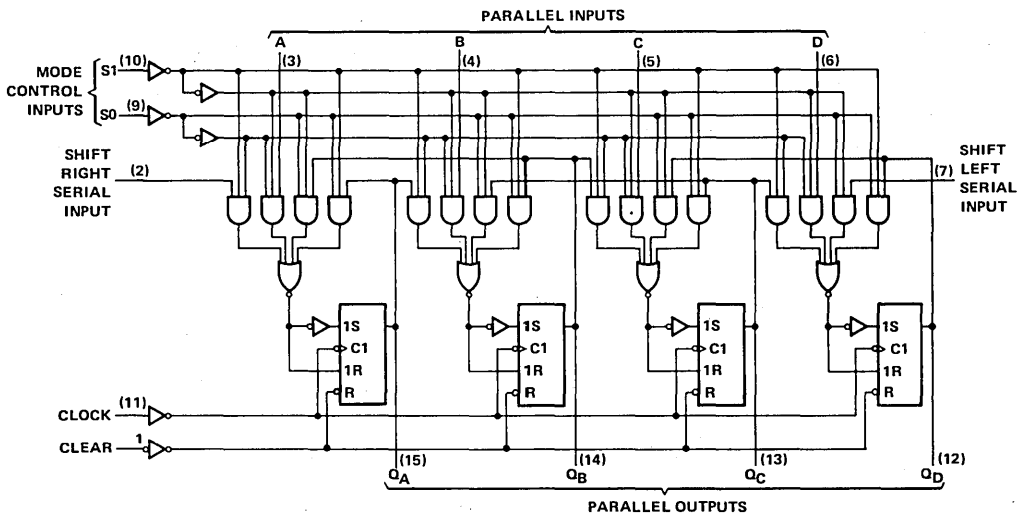 PARALLEL INPUTS
A B C D
(3) (4) (5) (6)
MODE
CONTROL
INPUTS
S1 (10)
S0 (9)
SHIFT
RIGHT
SERIAL
INPUT
(2)
(7)
SHIFT
LEFT
SERIAL
INPUT
1S 1S 1S 1S
C1 C1 C1 C1
1R 1R 1R 1R
R R R R
CLOCK (11)
CLEAR 1
(15) (14) (13) (12)
QA QB QC QD
PARALLEL OUTPUTS